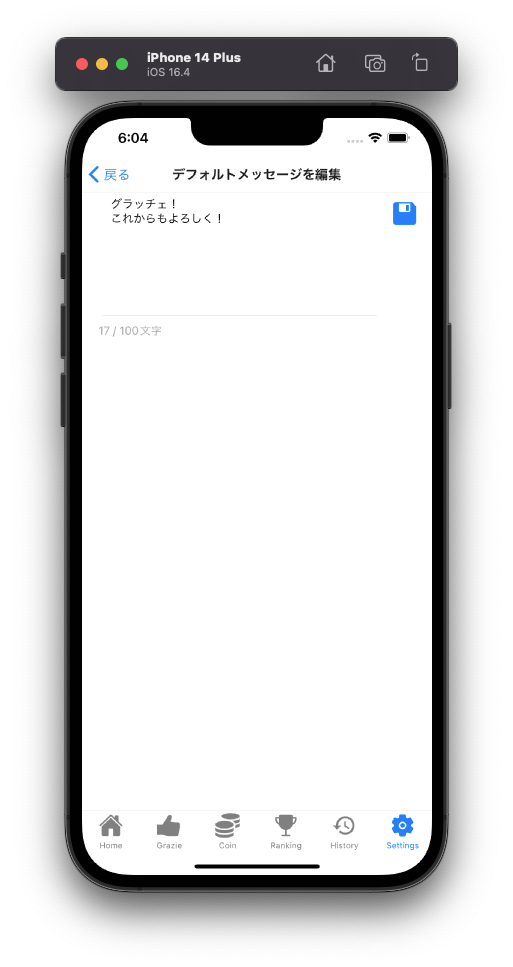 iPhone 14 Plus
iOS 16.4
6:04
戻る デフォルトメッセージを編集
グラッチェ！
これからもよろしく！
17 / 100文字
Home Grazie Coin Ranking History Settings